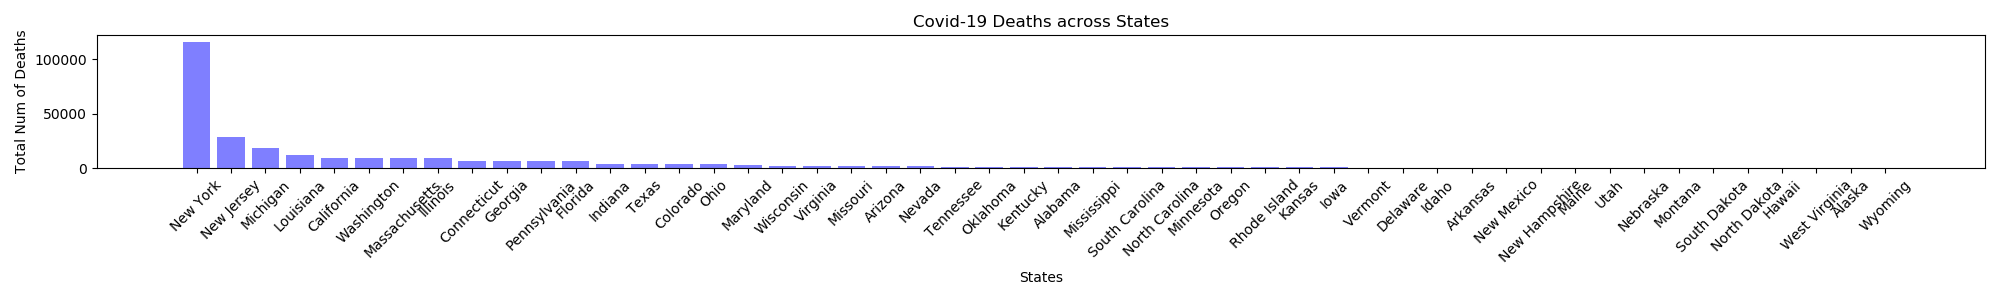 Covid-19 Deaths across States
Total Num of Deaths
100000
50000
0
New York
New Jersey
Michigan
Louisiana
California
Washington
Massachusetts
Illinois
Connecticut
Georgia
Pennsylvania
Florida
Indiana
Texas
Colorado
Ohio
Maryland
Wisconsin
Virginia
Missouri
Arizona
Nevada
Tennessee
Oklahoma
Kentucky
Alabama
Mississippi
South Carolina
North Carolina
Minnesota
Oregon
Rhode Island
Kansas
Iowa
Vermont
Delaware
Idaho
Arkansas
New Mexico
New Hampshire
Maine
Utah
Nebraska
Montana
South Dakota
North Dakota
Hawaii
West Virginia
Alaska
Wyoming
States